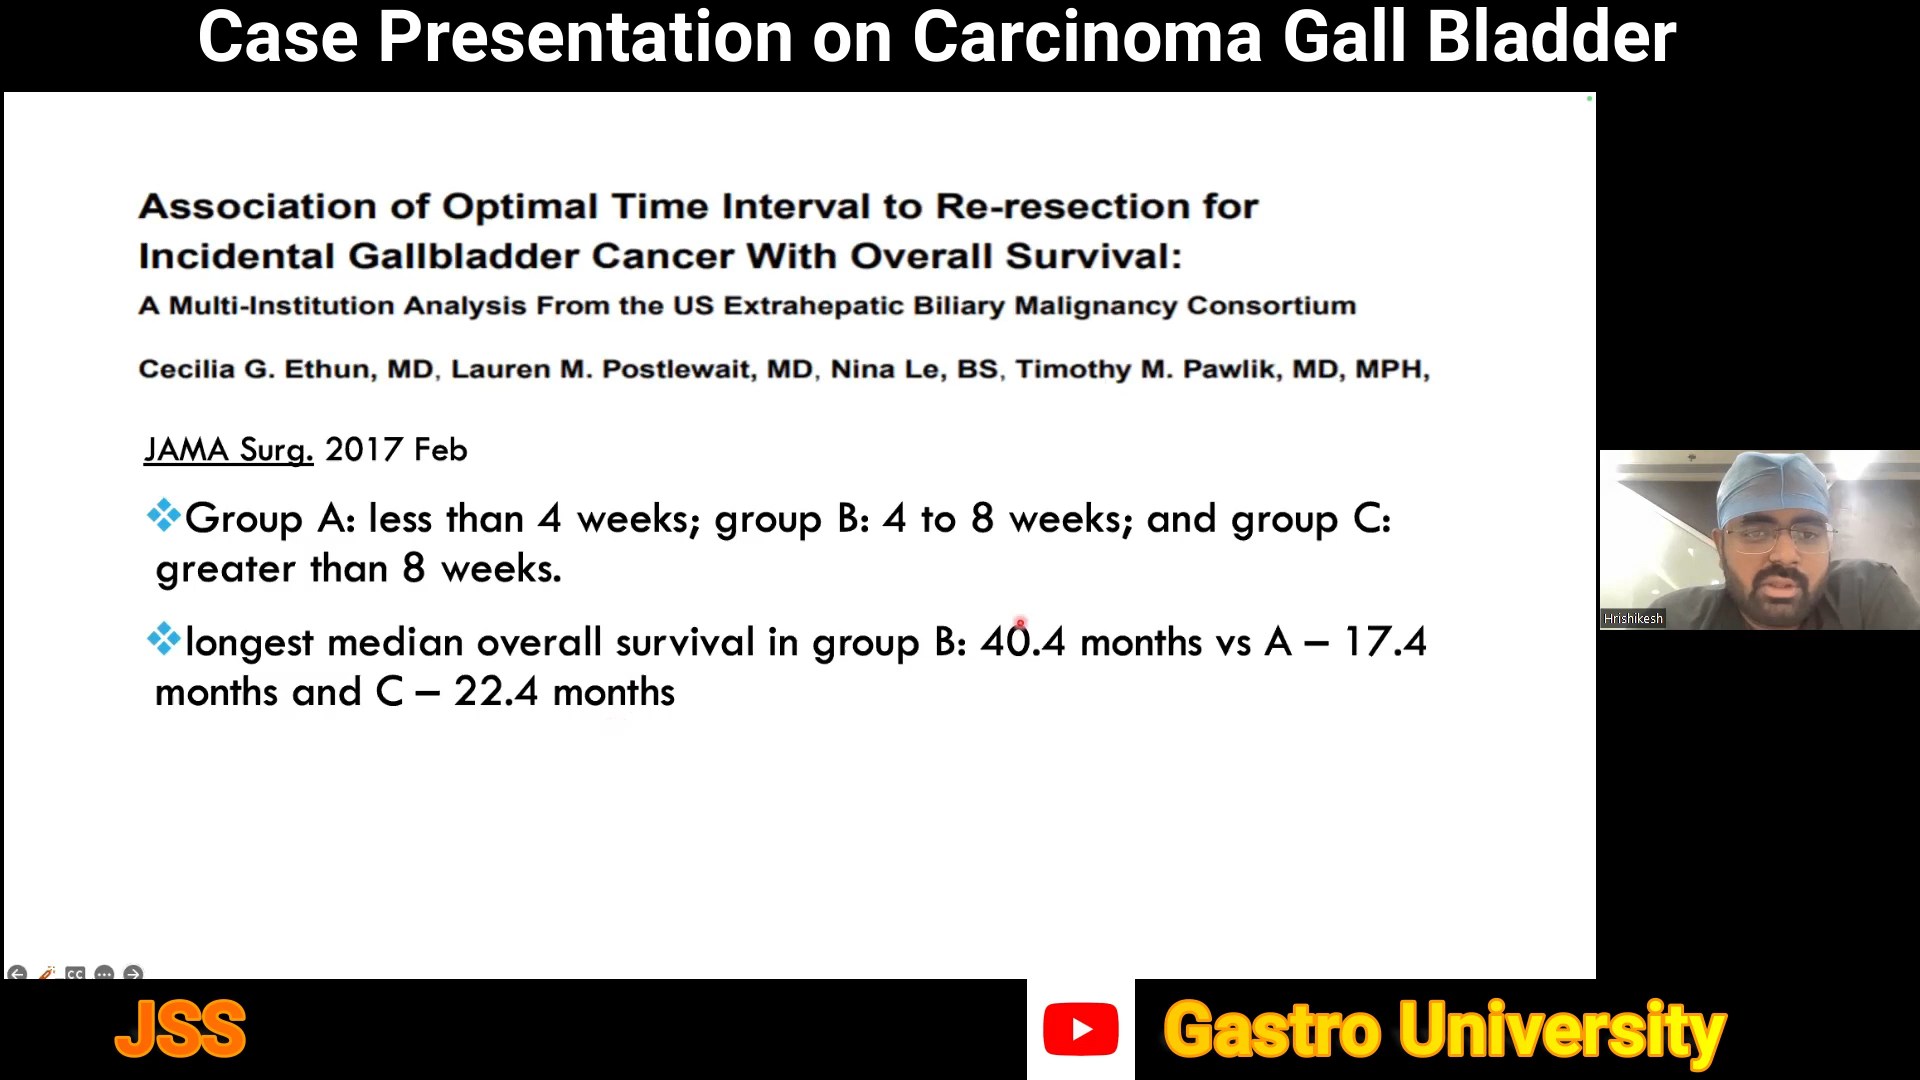 Case Presentation on Carcinoma Gall Bladder
Association of Optimal Time Interval to Re-resection for
Incidental Gallbladder Cancer With Overall Survival:
A Multi-Institution Analysis From the US Extrahepatic Biliary Malignancy Consortium
Cecilia G. Ethun, MD, Lauren M. Postlewait, MD, Nina Le, BS, Timothy M. Pawlik, MD, MPH,
JAMA Surg. 2017 Feb
Group A: less than 4 weeks; group B: 4 to 8 weeks; and group C:
greater than 8 weeks.
longest median overall survival in group B: 40.4 months vs A – 17.4
months and C – 22.4 months
Hrishikesh
CC
JSS
Gastro University